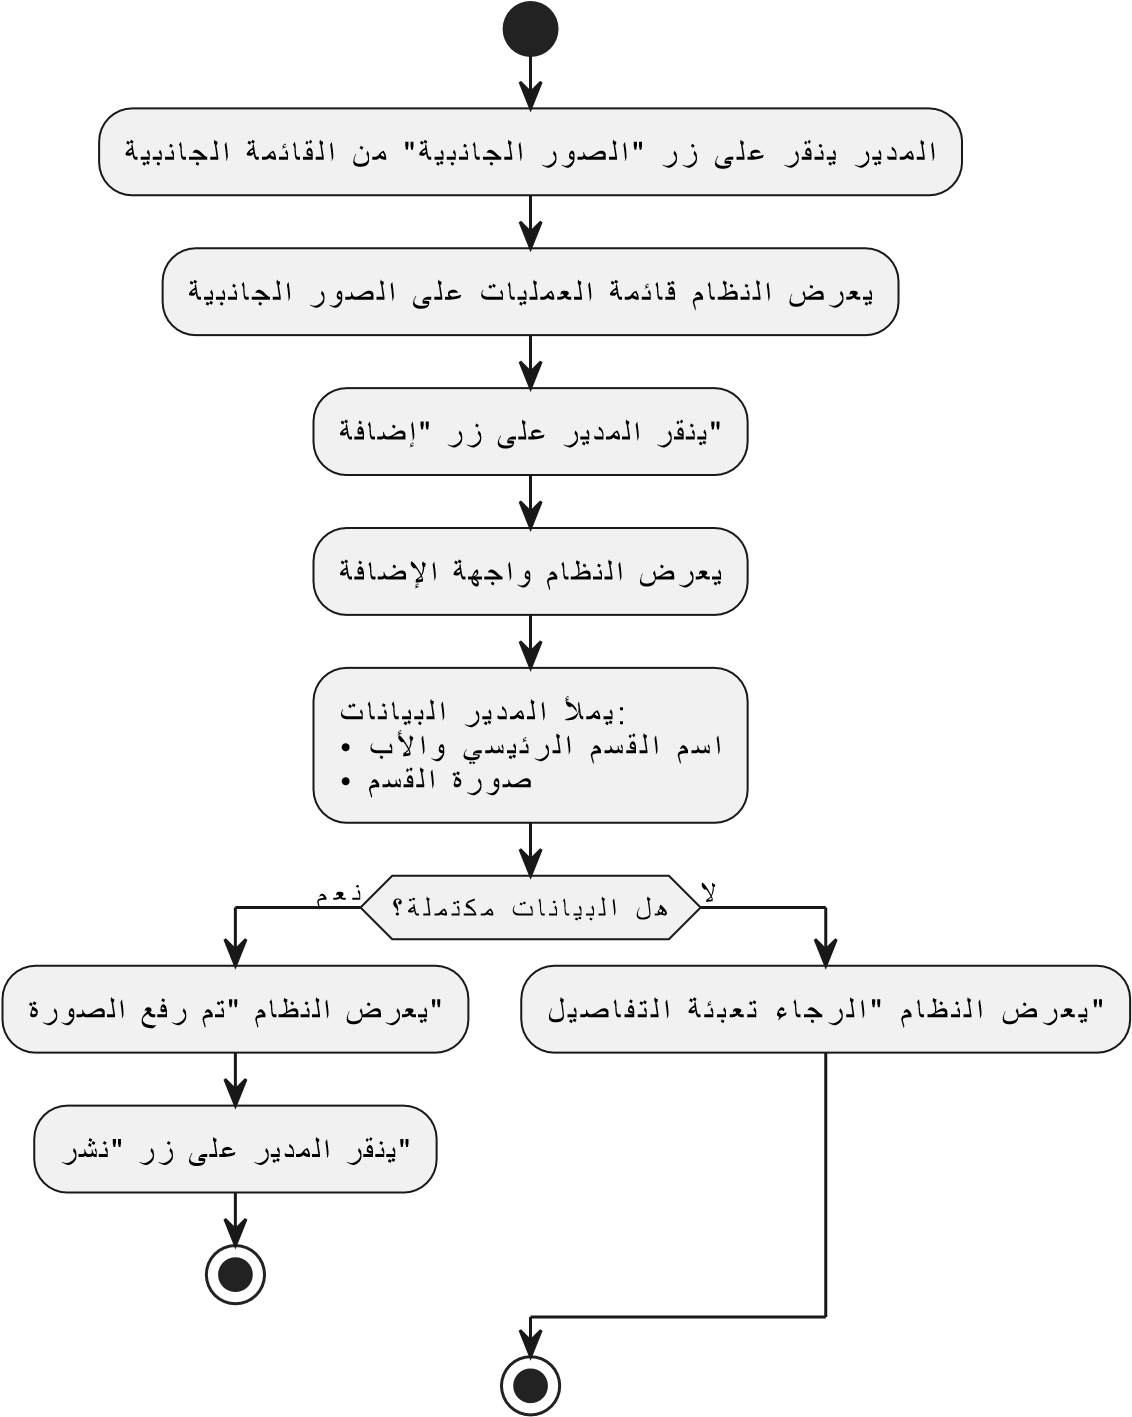 المدير ينقر على زر "الصور الجانبية" من القائمة الجانبية
يعرض النظام قائمة العمليات على الصور الجانبية
ينقر المدير على زر "إضافة"
يعرض النظام واجهة الإضافة
يملأ المدير البيانات:
• اسم القسم الرئيسي والأب
• صورة القسم
هل البيانات مكتملة؟
نعم
لا
يعرض النظام "تم رفع الصورة"
يعرض النظام "الرجاء تعبئة التفاصيل"
ينقر المدير على زر "نشر"